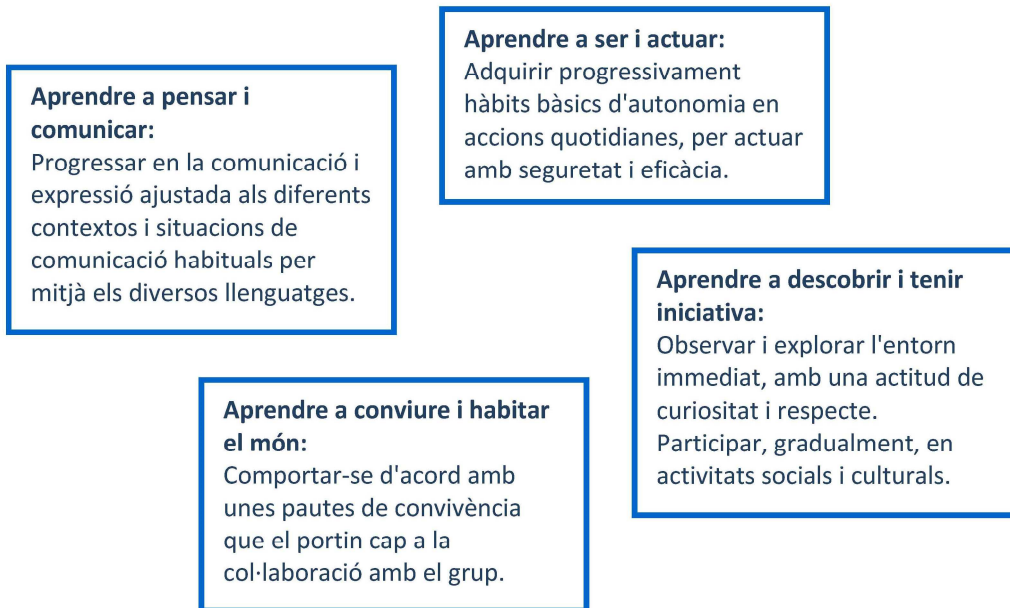 Aprendre a pensar i
comunicar:
Progressar en la comunicació i
expressió ajustada als diferents
contextos i situacions de
comunicació habituals per
mitjà els diversos llenguatges.
Aprendre a ser i actuar:
Adquirir progressivament
hàbits bàsics d'autonomia en
accions quotidianes, per actuar
amb seguretat i eficàcia.
Aprendre a descobrir i tenir
iniciativa:
Observar i explorar l'entorn
immediat, amb una actitud de
curiositat i respecte.
Participar, gradualment, en
activitats socials i culturals.
Aprendre a conviure i habitar
el món:
Comportar-se d'acord amb
unes pautes de convivència
que el portin cap a la
col·laboració amb el grup.